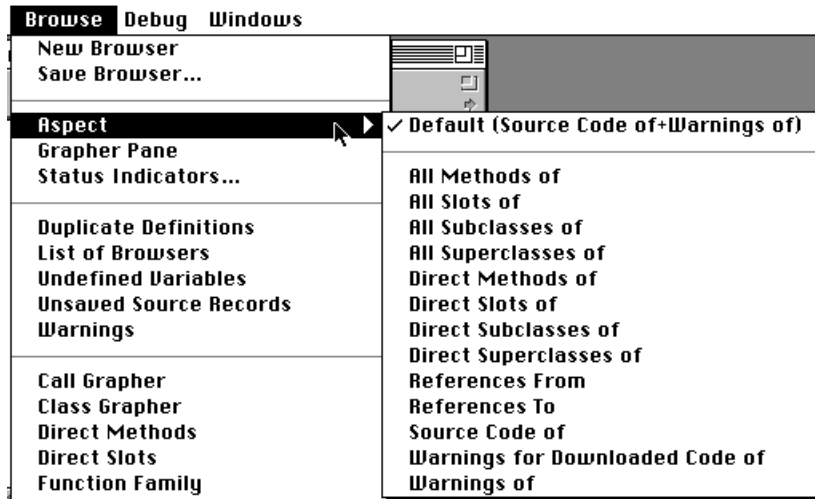 Browse Debug Windows
New Browser
Save Browser...
Aspect
Grapher Pane
Status Indicators...
Duplicate Definitions
List of Browsers
Undefined Variables
Unsaved Source Records
Warnings
Call Grapher
Class Grapher
Direct Methods
Direct Slots
Function Family
✓ Default (Source Code of+Warnings of)
All Methods of
All Slots of
All Subclasses of
All Superclasses of
Direct Methods of
Direct Slots of
Direct Subclasses of
Direct Superclasses of
References From
References To
Source Code of
Warnings for Downloaded Code of
Warnings of